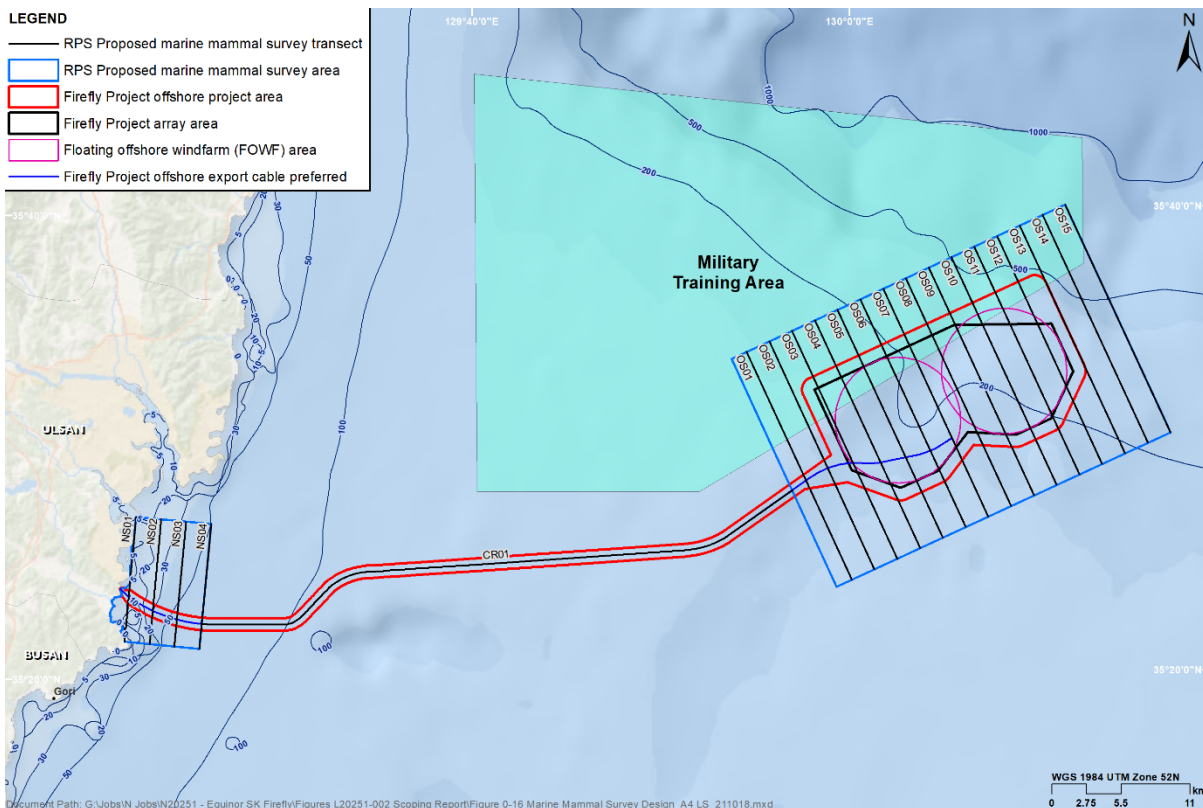 129°40'0"E
130°0'0"E
LEGEND
RPS Proposed marine mammal survey transect
RPS Proposed marine mammal survey area
Firefly Project offshore project area
Firefly Project array area
Floating offshore windfarm (FOWF) area
Firefly Project offshore export cable preferred
N
1000
1000
500
200
35°40'0"N
35°40'0"N
Military
Training Area
OS15
OS14
OS13
OS12
OS11
OS10
OS09
OS08
OS07
OS06
OS05
OS04
OS03
OS02
OS01
500
200
20
5
30
50
100
100
ULSAN
NS01
NS02
NS03
NS04
CR01
BUSAN
Gori
100
100
35°20'0"N
35°20'0"N
WGS 1984 UTM Zone 52N
0 2.75 5.5
Document Path: G:\Jobs\N Jobs\N20251 - Equinor SK Firefly\Figures L20251-002 Scoping Report\Figure 0-16 Marine Mammal Survey Design_A4 LS_211018.mxd